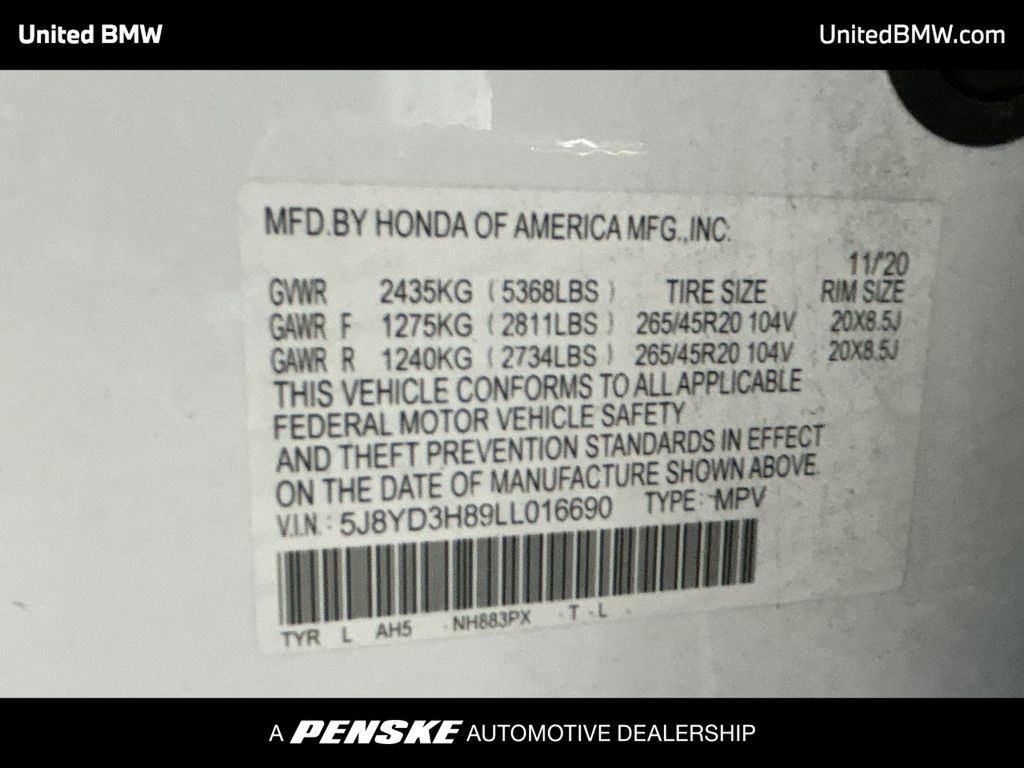 United BMW
UnitedBMW.com
MFD.BY HONDA OF AMERICA MFG.,INC.
11/'20
GVWR 2435KG (5368LBS) TIRE SIZE RIM SIZE
GAWR F 1275KG (2811LBS) 265/45R20 104V 20X8.5J
GAWR R 1240KG (2734LBS) 265/45R20 104V 20X8.5J
THIS VEHICLE CONFORMS TO ALL APPLICABLE
FEDERAL MOTOR VEHICLE SAFETY
AND THEFT PREVENTION STANDARDS IN EFFECT
ON THE DATE OF MANUFACTURE SHOWN ABOVE.
V.I.N.: 5J8YD3H89LL016690 TYPE: MPV
TYR L AH5 NH883PX T-L
A PENSKE AUTOMOTIVE DEALERSHIP